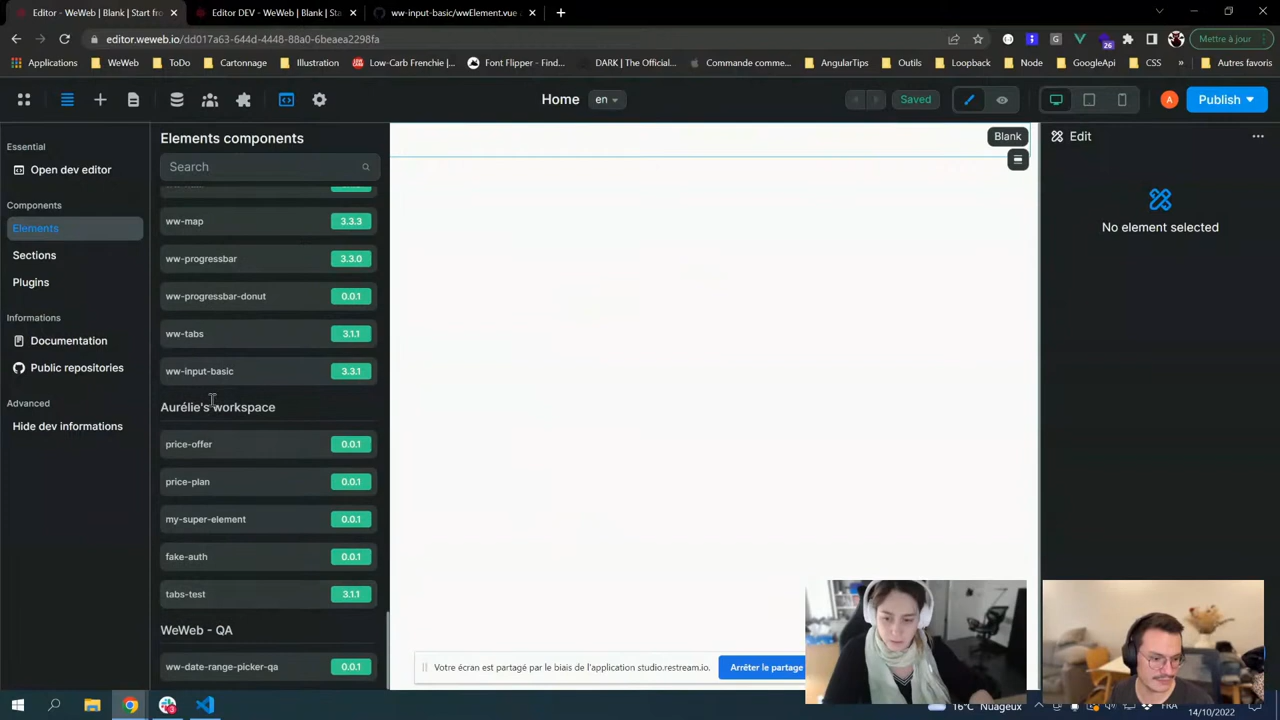 Editor - WeWeb | Blank | Start fro
Editor DEV - WeWeb | Blank | Sta
ww-input-basic/wwElement.vue
editor.weweb.io/dd017a63-644d-4448-88a0-6beaea2298fa
26
Mettre à jour
Applications
WeWeb
ToDo
Cartonnage
Illustration
Low-Carb Frenchie |...
Font Flipper - Find...
DARK | The Official...
Commande comme...
AngularTips
Outils
Loopback
Node
GoogleApi
CSS
»
Autres favoris
Home
en
Saved
A
Publish
Essential
Open dev editor
Components
Elements
Sections
Plugins
Informations
Documentation
Public repositories
Advanced
Hide dev informations
Elements components
Search
ww-map 3.3.3
ww-progressbar 3.3.0
ww-progressbar-donut 0.0.1
ww-tabs 3.1.1
ww-input-basic 3.3.1
Aurélie's workspace
price-offer 0.0.1
price-plan 0.0.1
my-super-element 0.0.1
fake-auth 0.0.1
tabs-test 3.1.1
WeWeb - QA
ww-date-range-picker-qa 0.0.1
Blank
Edit
No element selected
Votre écran est partagé par le biais de l'application studio.restream.io.
Arrêter le partage
16°C Nuageux
14/10/2022